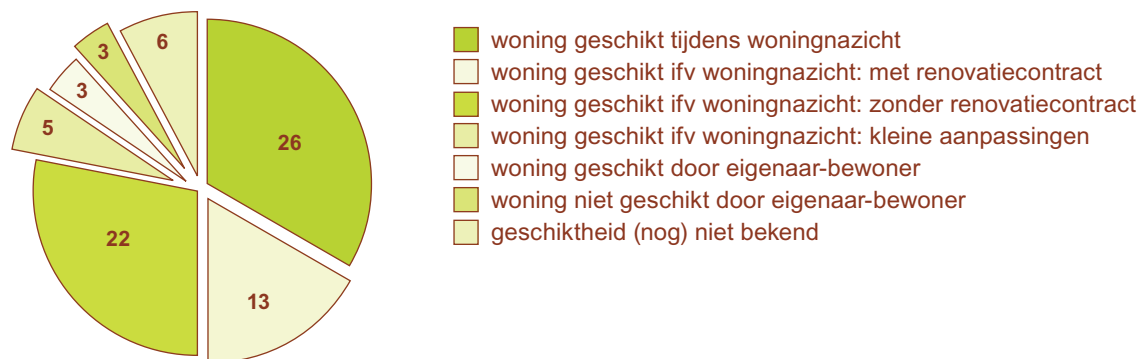 6
3
3
5
26
22
13
woning geschikt tijdens woningnazicht
woning geschikt ifv woningnazicht: met renovatiecontract
woning geschikt ifv woningnazicht: zonder renovatiecontract
woning geschikt ifv woningnazicht: kleine aanpassingen
woning geschikt door eigenaar-bewoner
woning niet geschikt door eigenaar-bewoner
geschiktheid (nog) niet bekend